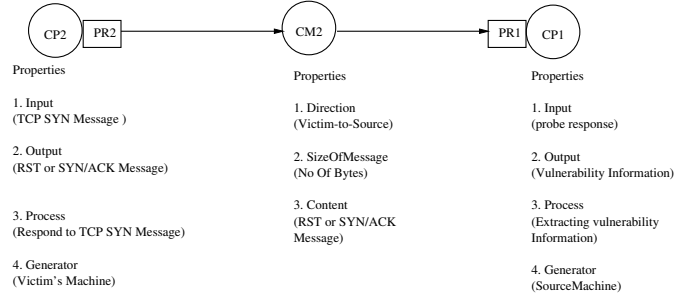 CP2 PR2 CM2 PR1 CP1
Properties
1. Input
(TCP SYN Message )
2. Output
(RST or SYN/ACK Message)
3. Process
(Respond to TCP SYN Message)
4. Generator
(Victim's Machine)
Properties
1. Direction
(Victim-to-Source)
2. SizeOfMessage
(No Of Bytes)
3. Content
(RST or SYN/ACK
Message)
Properties
1. Input
(probe response)
2. Output
(Vulnerability Information)
3. Process
(Extracting vulnerability
Information)
4. Generator
(SourceMachine)